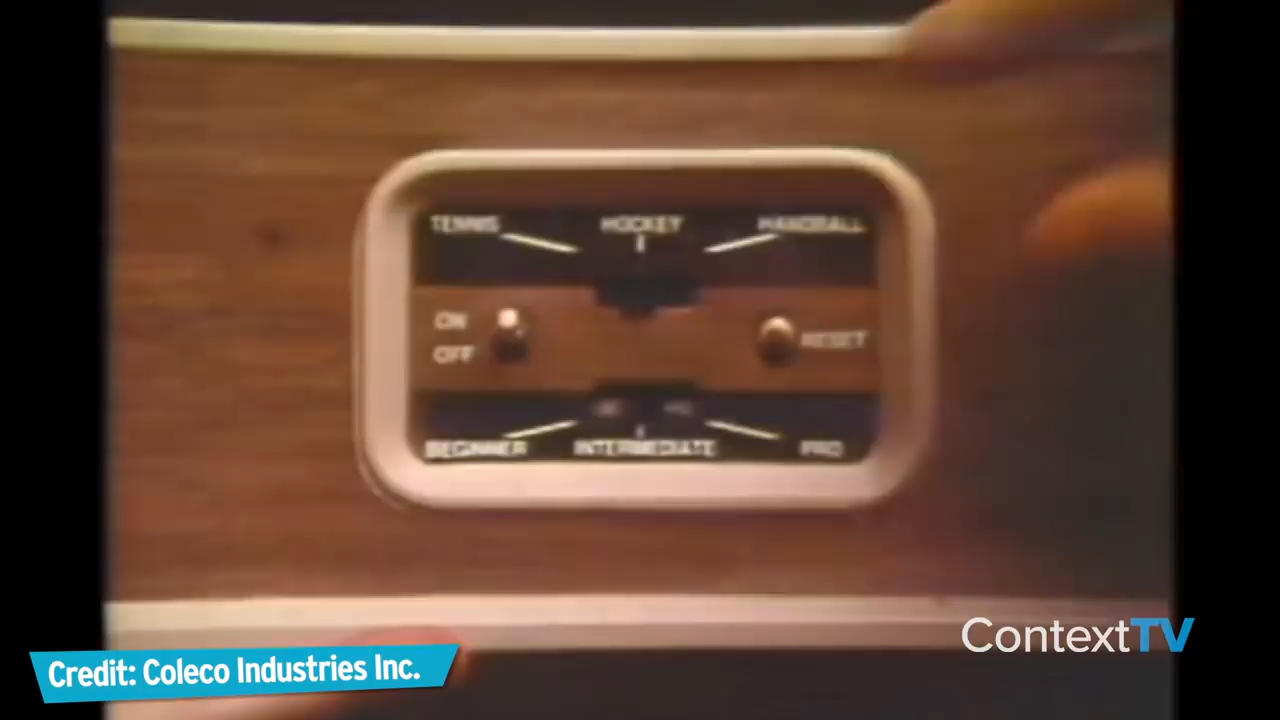 TENNIS HOCKEY HANDBALL
ON
OFF
RESET
BEGINNER INTERMEDIATE PRO
ContextTV
Credit: Coleco Industries Inc.